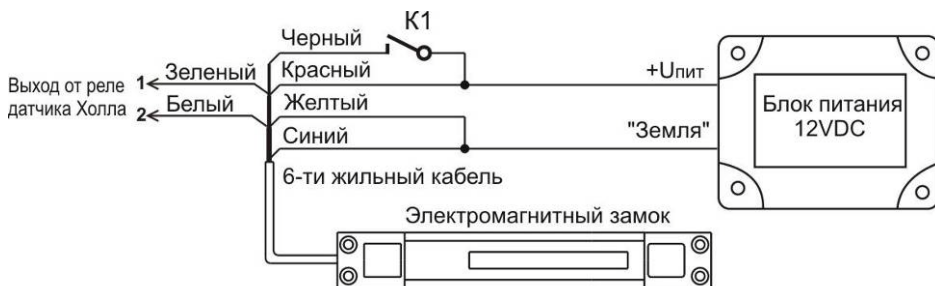 К1
Черный
Зеленый
Красный
+Uпит
Выход от реле
датчика Холла
1
2
Белый
Желтый
Синий
"Земля"
Блок питания
12VDC
6-ти жильный кабель
Электромагнитный замок